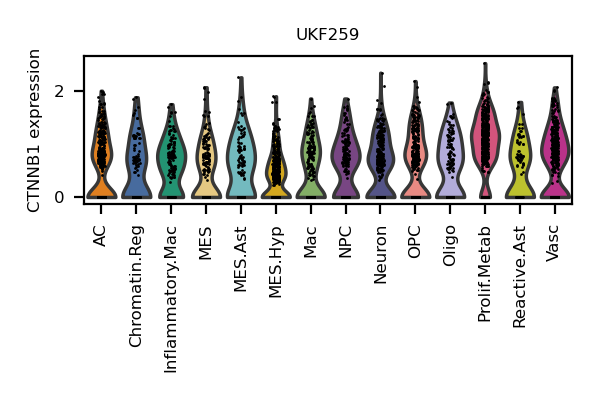 UKF259
CTNNB1 expression
2
0
AC
Chromatin.Reg
Inflammatory.Mac
MES
MES.Ast
MES.Hyp
Mac
NPC
Neuron
OPC
Oligo
Prolif.Metab
Reactive.Ast
Vasc